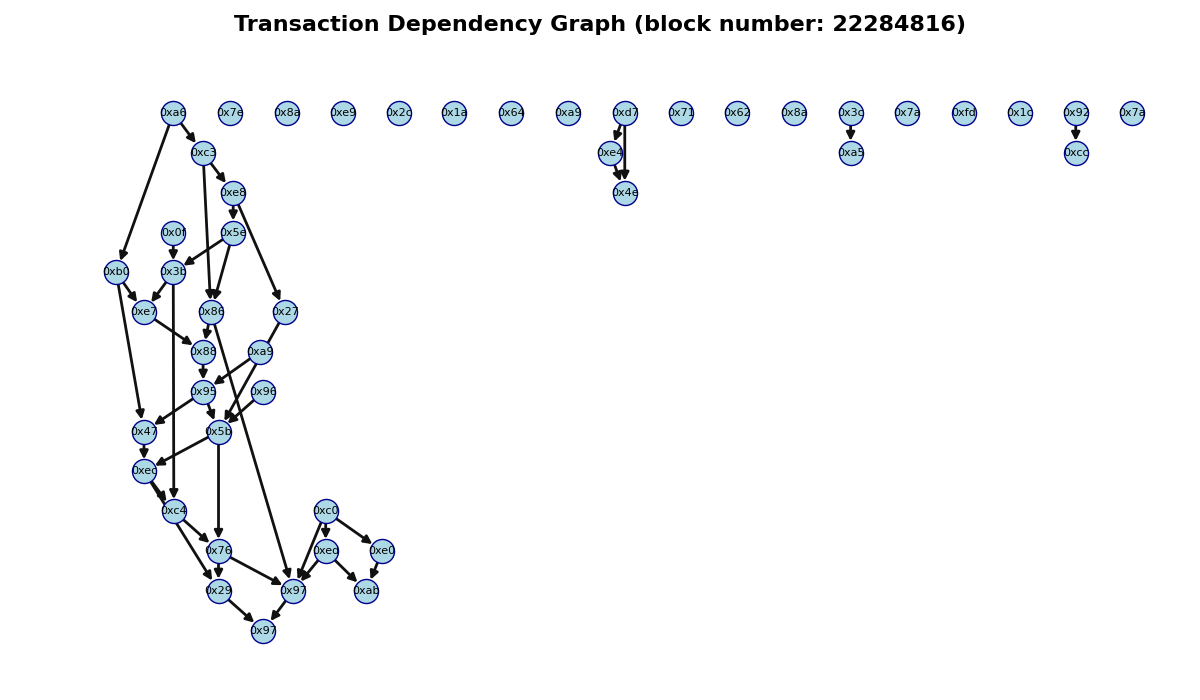 Transaction Dependency Graph (block number: 22284816)
0xa6 0x7e 0x8a 0xe9 0x2c 0x1a 0x64 0xa9 0xd7 0x71 0x62 0x8a 0x3c 0x7a 0xfd 0x1c 0x92 0x7a
0xc3 0xe4 0xa5 0xcc
0xe8 0x4e
0x0f 0x5e
0xb0 0x3b
0xe7 0x86 0x27
0x88 0xa9
0x95 0x96
0x47 0x5b
0xec
0xc4 0xc0
0x76 0xed 0xe0
0x29 0x97 0xab
0x97